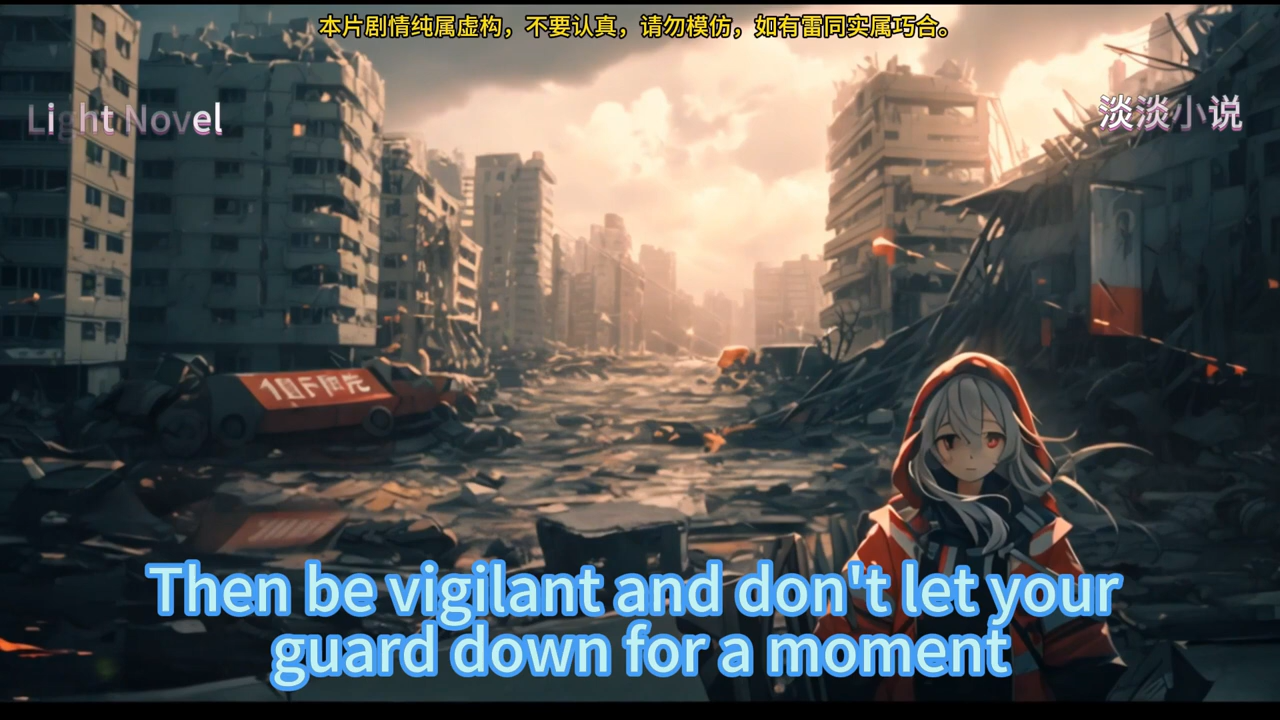 本片剧情纯属虚构，不要认真，请勿模仿，如有雷同实属巧合。
Light Novel
淡淡小说
Then be vigilant and don't let your
guard down for a moment